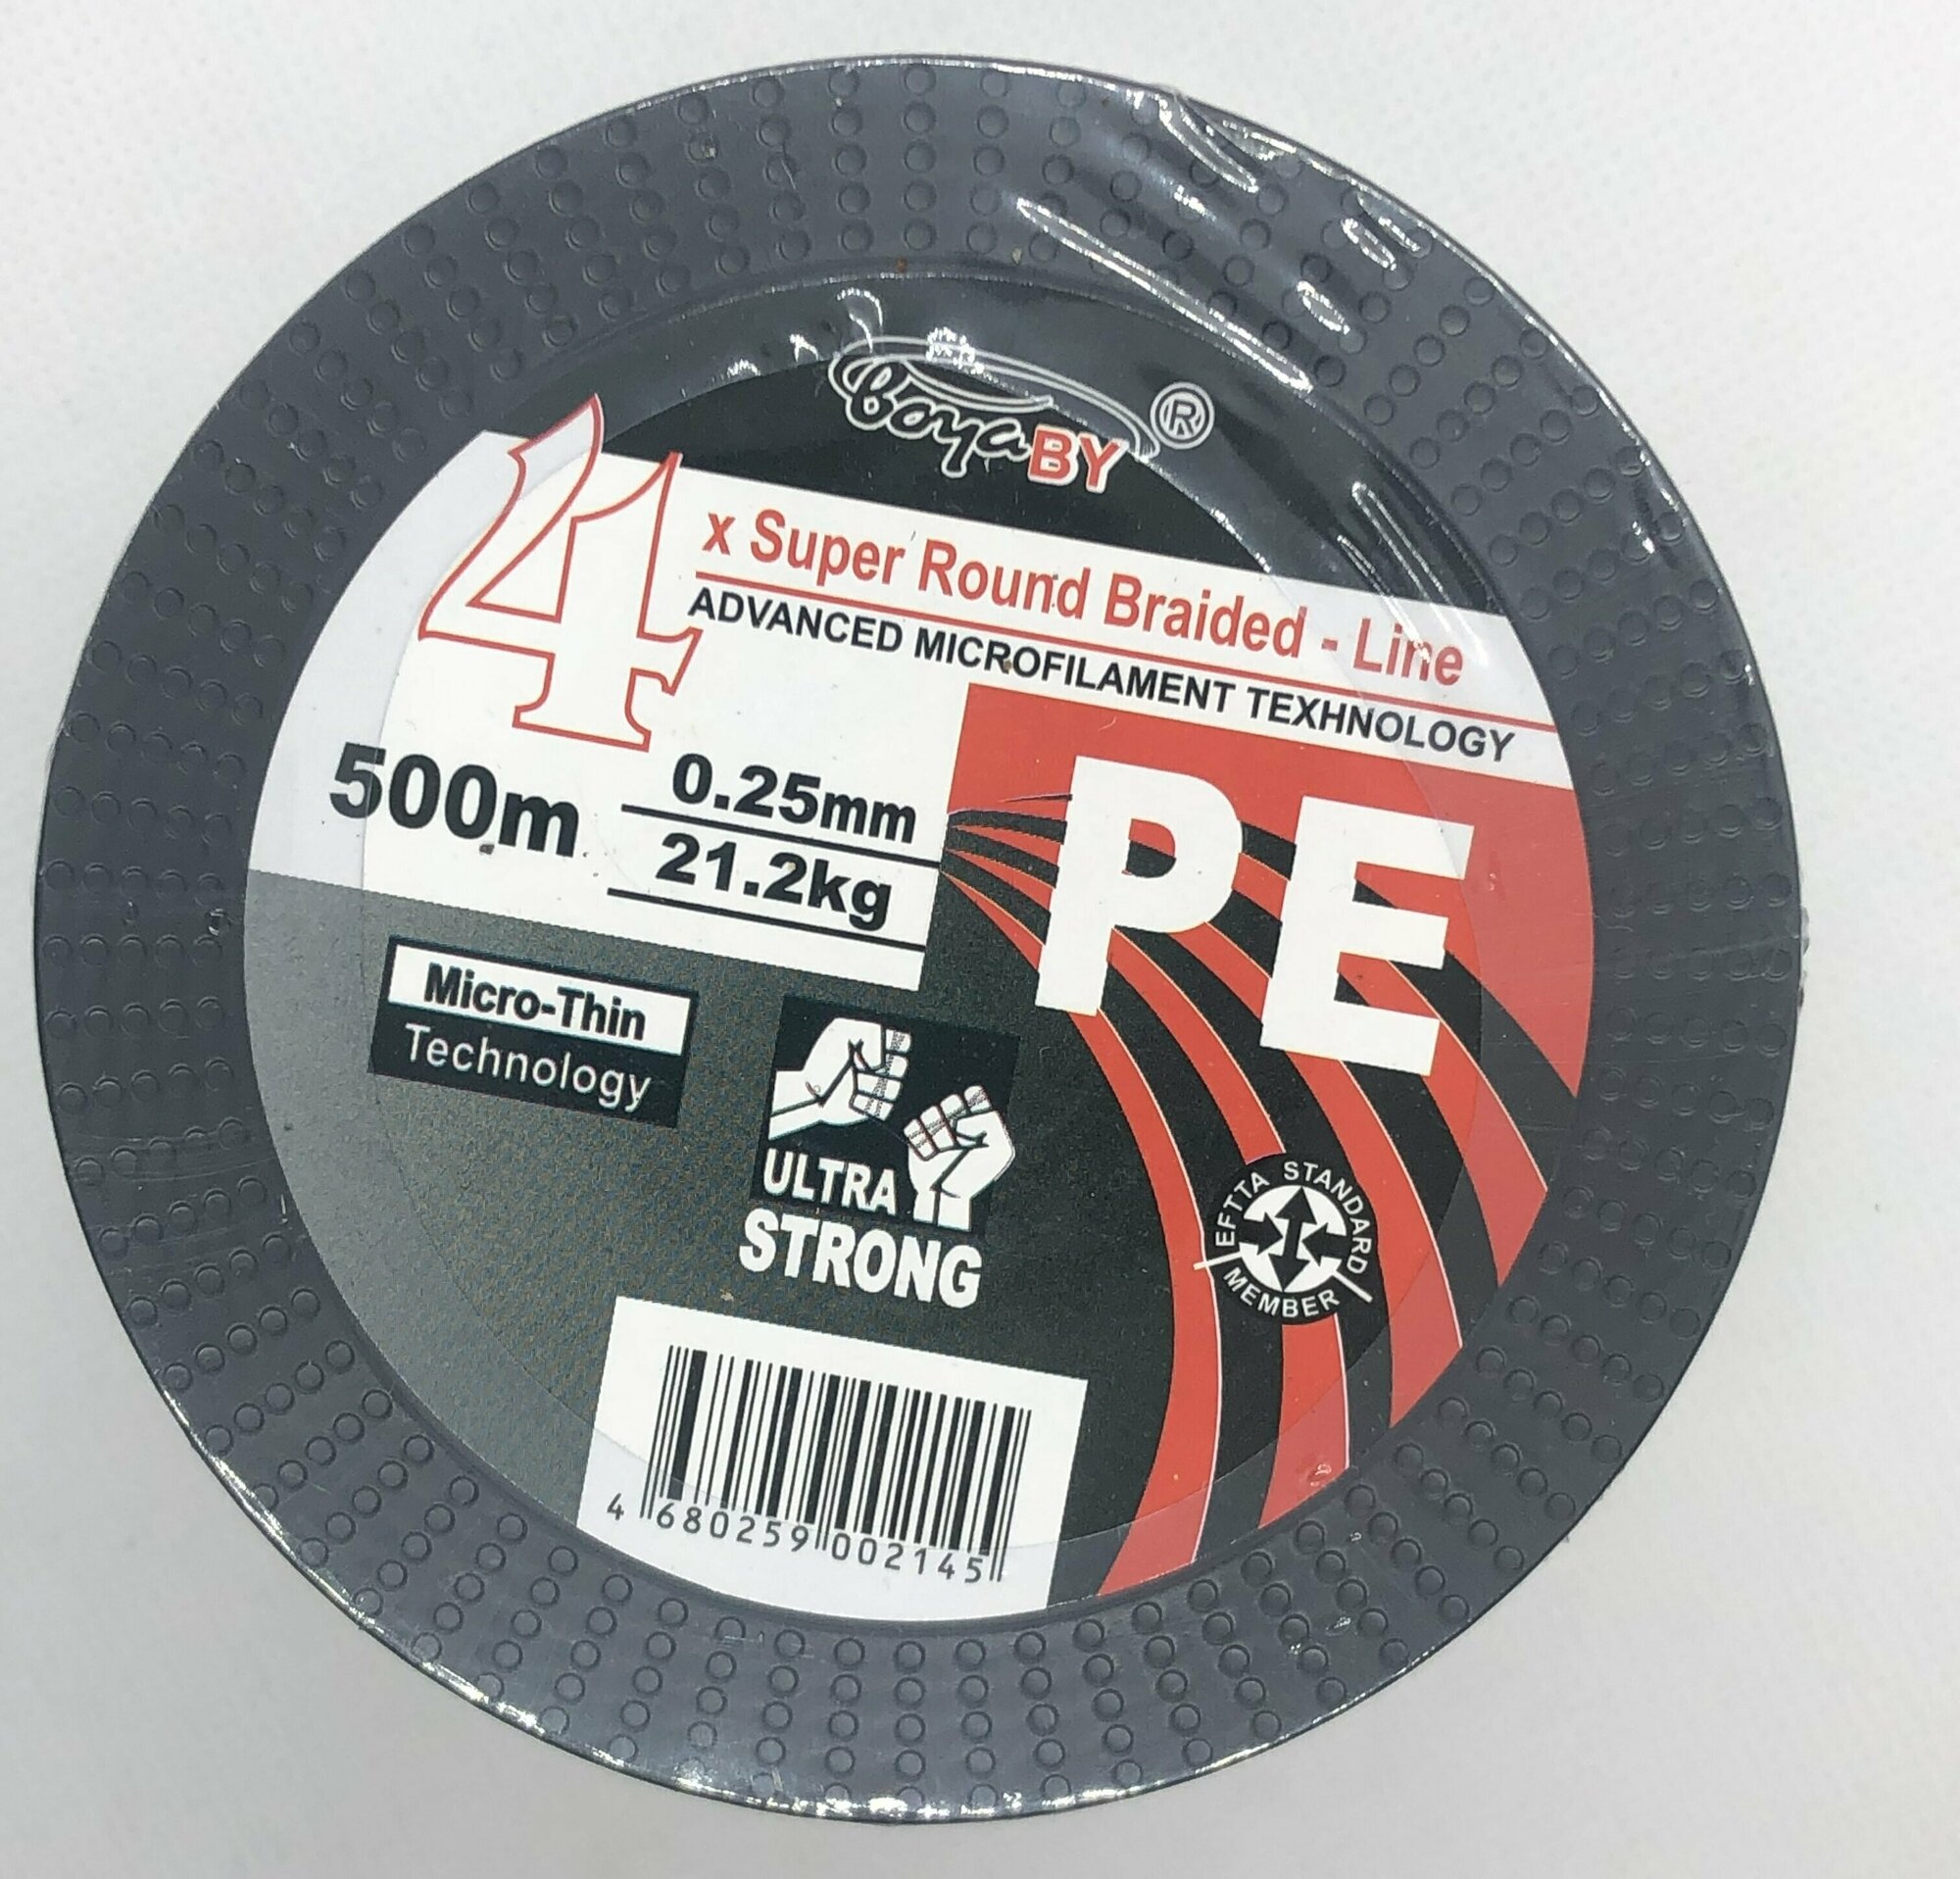 BoyaBY ®
4 x Super Round Braided - Line
ADVANCED MICROFILAMENT TEXHNOLOGY
500m
0.25mm
21.2kg
PE
Micro-Thin
Technology
ULTRA
STRONG
EFTTA STANDARD
MEMBER
4 680259 002145